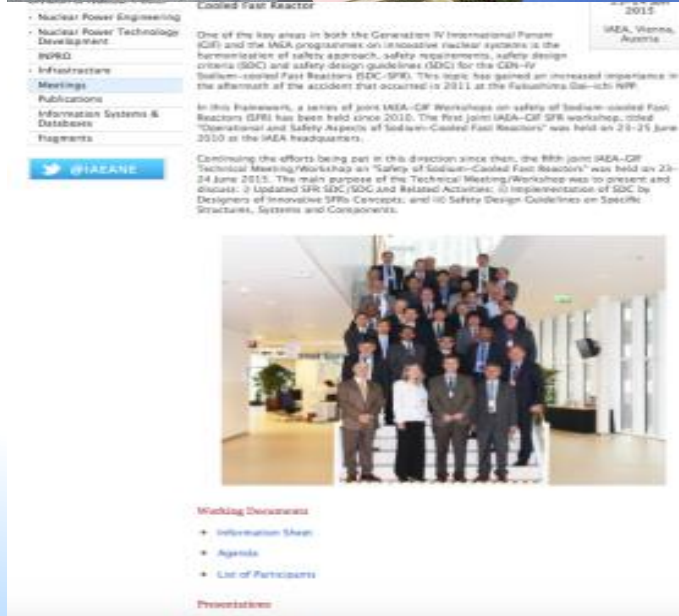 Nuclear Power Engineering
Nuclear Power Technology
Development
INPRO
Infrastructure
Meetings
Publications
Information Systems &
Databases
Fragments
@IAEANE
Cooled Fast Reactor
2015
IAEA, Vienna,
Austria
One of the key areas in both the Generation IV International Forum
(GIF) and the IAEA programmes on innovative nuclear systems is the
harmonization of safety approach, safety requirements, safety design
criteria (SDC) and safety design guidelines (SDG) for the GEN-IV
Sodium-cooled Fast Reactors (SDC-SFR). This topic has gained an increased importance in
the aftermath of the accident that occurred in 2011 at the Fukushima Dai-ichi NPP.
In this framework, a series of joint IAEA-GIF Workshops on safety of Sodium-cooled Fast
Reactors (SFR) has been held since 2010. The first joint IAEA-GIF SFR workshop, titled
"Operational and Safety Aspects of Sodium-Cooled Fast Reactors" was held on 23-25 June
2010 at the IAEA headquarters.
Continuing the efforts being put in this direction since then, the fifth joint IAEA-GIF
Technical Meeting/Workshop on "Safety of Sodium-Cooled Fast Reactors" was held on 23-
24 June 2015. The main purpose of the Technical Meeting/Workshop was to present and
discuss: i) Updated SFR SDC/SDG and Related Activities; ii) Implementation of SDC by
Designers of Innovative SFRs Concepts; and iii) Safety Design Guidelines on Specific
Structures, Systems and Components.
Working Documents
Information Sheet
Agenda
List of Participants
Presentations